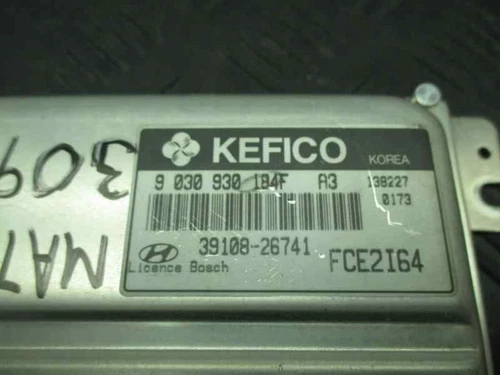 KEFICO KOREA
9 030 930 184F A3 138227
0173
39108-26741
Licence Bosch FCE2I64
309
MAT